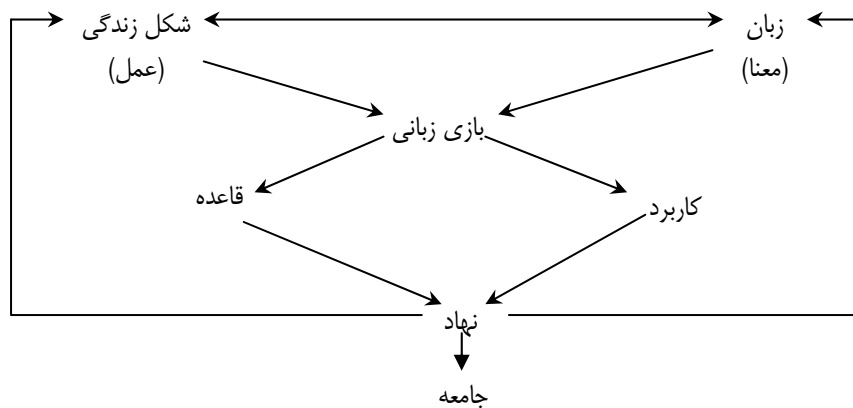 زبان
شکل زندگی
(معنا)
(عمل)
بازی زبانی
کاربرد
قاعده
نهاد
جامعه